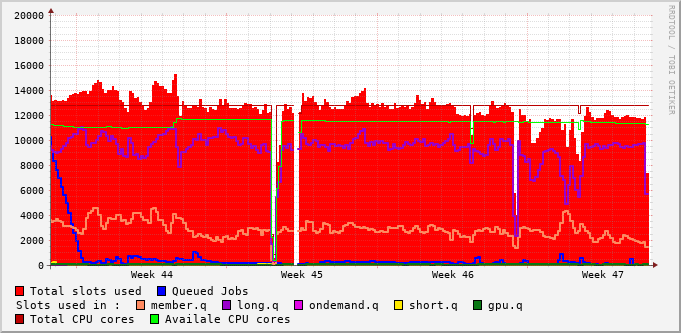 20000
18000
16000
14000
12000
10000
8000
6000
4000
2000
0
Week 44 Week 45 Week 46 Week 47
RRDTOOL / TOBI OETIKER
Total slots used Queued Jobs
Slots used in : member.q long.q ondemand.q short.q gpu.q
Total CPU cores Availale CPU cores